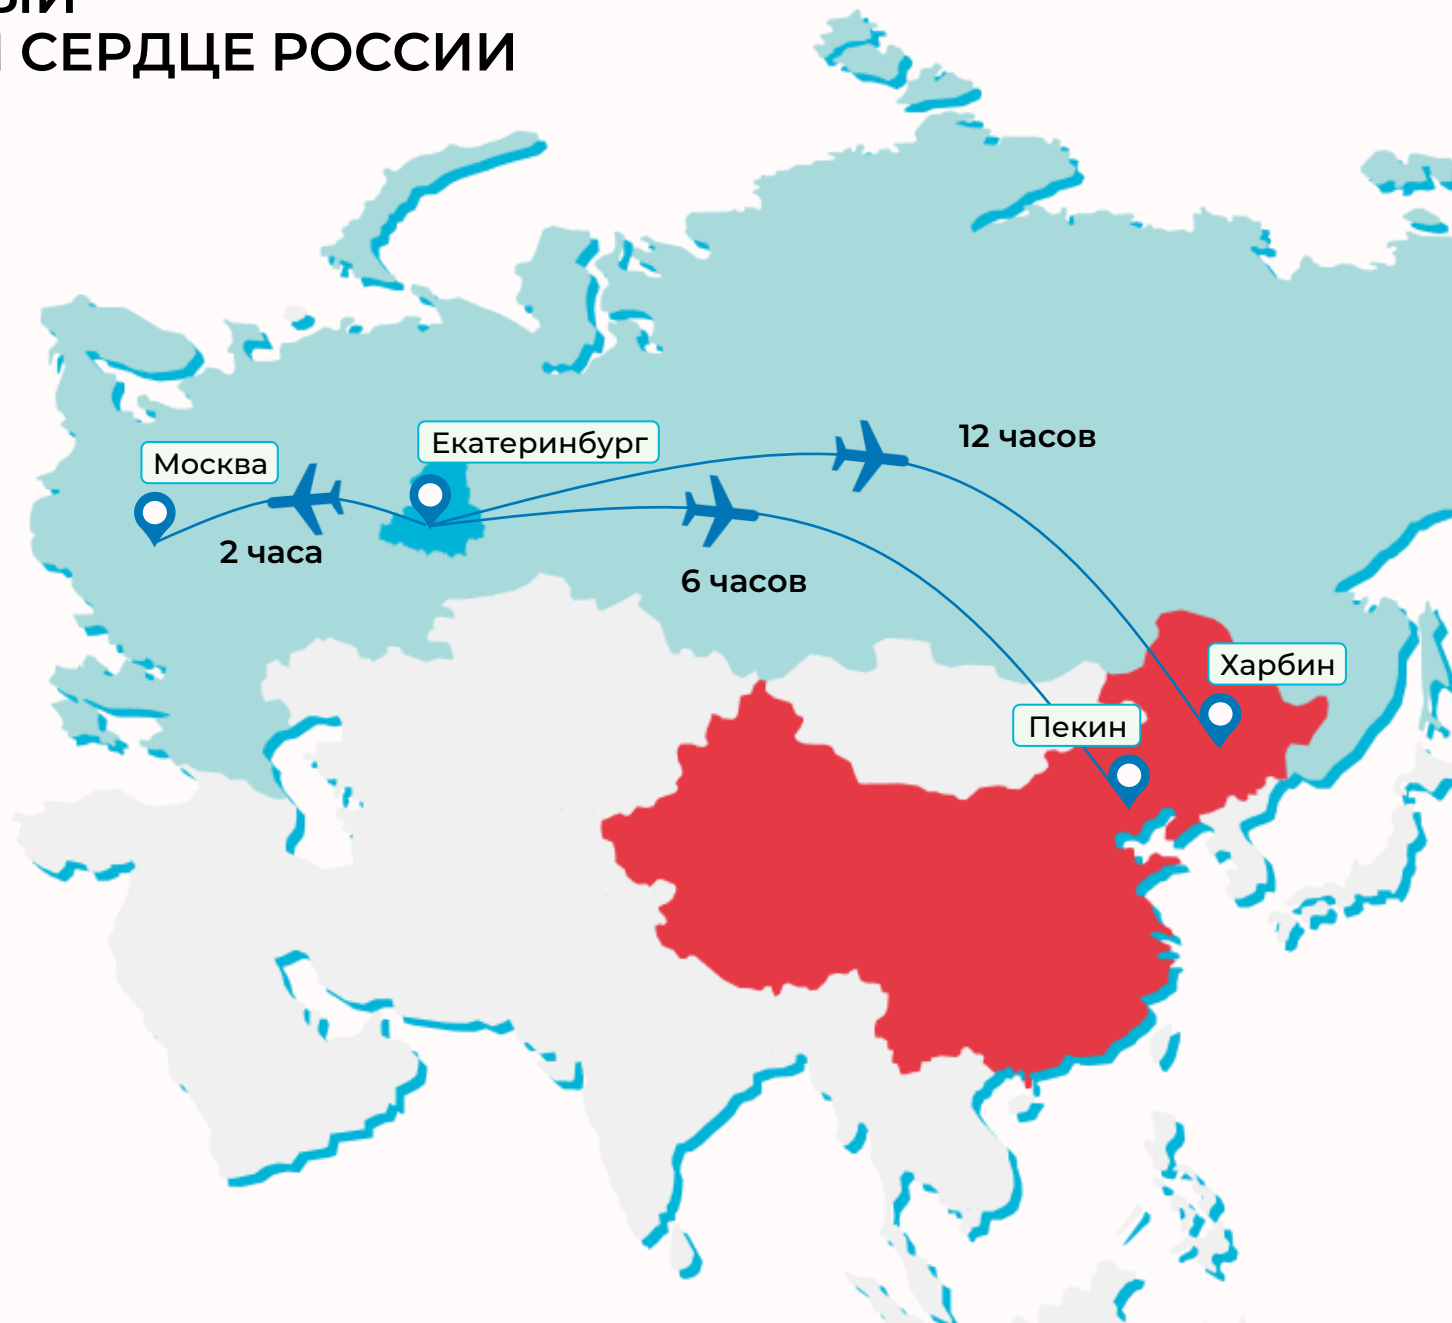 СЕРДЦЕ РОССИИ
Екатеринбург
12 часов
Москва
2 часа
6 часов
Харбин
Пекин